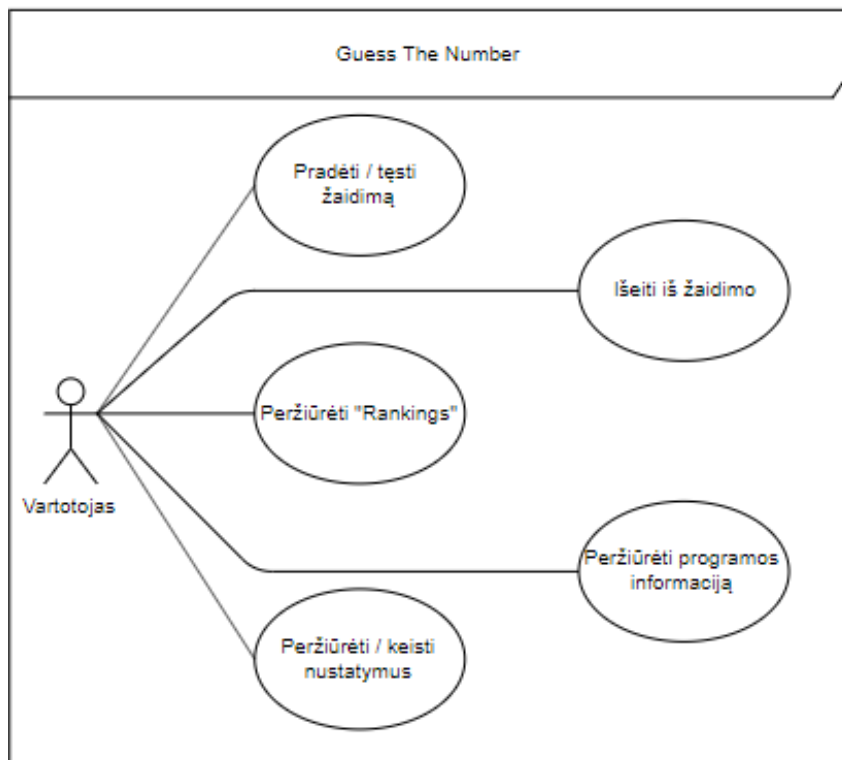 Guess The Number
Pradėti / tęsti
žaidimą
Išeiti iš žaidimo
Peržiūrėti "Rankings"
Vartotojas
Peržiūrėti programos
informaciją
Peržiūrėti / keisti
nustatymus